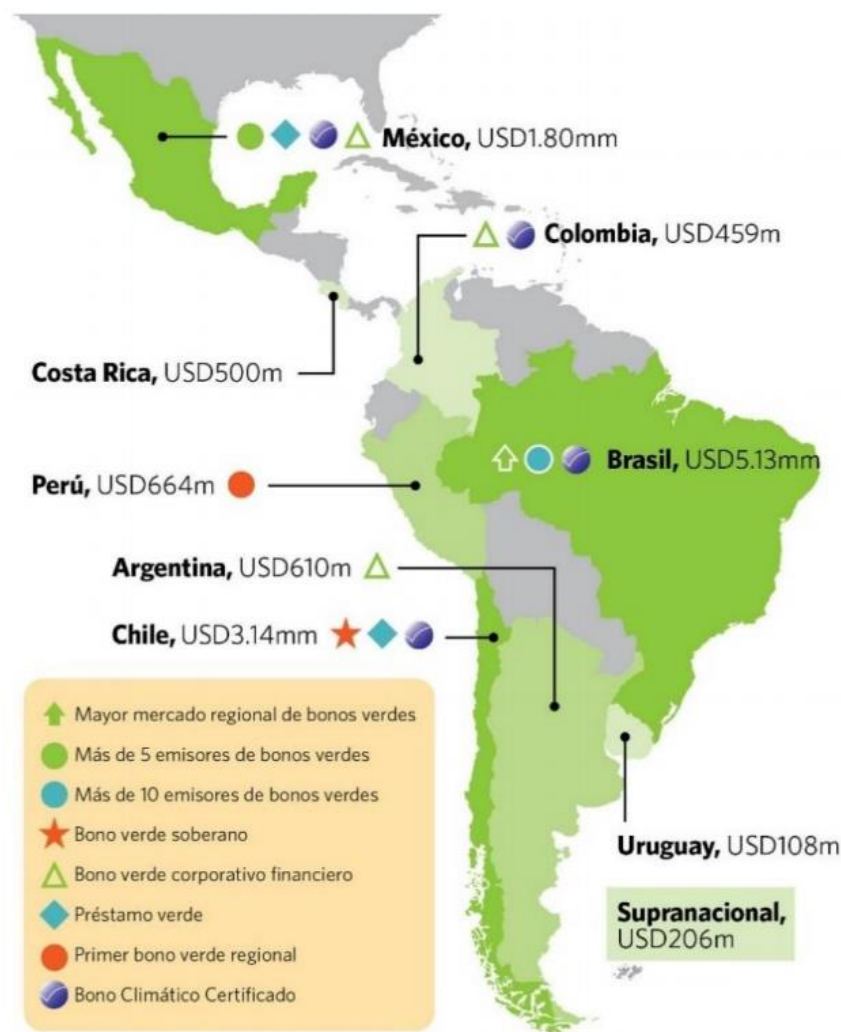 México, USD1.80mm
Colombia, USD459m
Costa Rica, USD500m
Brasil, USD5.13mm
Perú, USD664m
Argentina, USD610m
Chile, USD3.14mm
Mayor mercado regional de bonos verdes
Más de 5 emisores de bonos verdes
Más de 10 emisores de bonos verdes
Bono verde soberano
Bono verde corporativo financiero
Préstamo verde
Primer bono verde regional
Bono Climático Certificado
Uruguay, USD108m
Supranacional,
USD206m